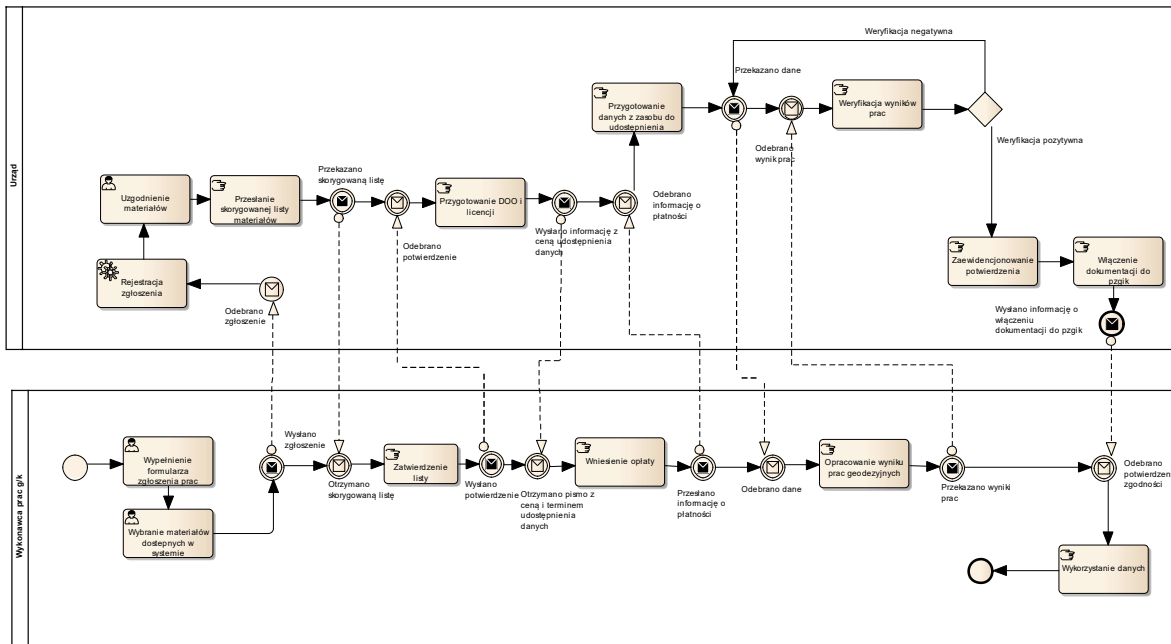 Urząd
Weryfikacja negatywna
Przekazano dane
Przygotowanie
danych z zasobu do
udostępnienia
Weryfikacja wyników
prac
Odebrano
wynik prac
Weryfikacja pozytywna
Uzgodnienie
materiałów
Przesłanie
skorygowanej listy
materiałów
Przekazano
skorygowaną listę
Odebrano
potwierdzenie
Przygotowanie DOO i
licencji
Wysłano informację z
ceną udostępnienia
danych
Odebrano
informację o
płatności
Rejestracja
zgłoszenia
Odebrano
zgłoszenie
Zaewidencjonowanie
potwierdzenia
Włączenie
dokumentacji do
pzgik
Wysłano informację o
włączeniu
dokumentacji do pzgik
Wykonawca prac g/k
Wypełnienie
formularza
zgłoszenia prac
Wybranie materiałów
dostepnych w
systemie
Wysłano
zgłoszenie
Otrzymano
skorygowaną listę
Zatwierdzenie
listy
Wysłano
potwierdzenie
Otrzymano pismo z
ceną i terminem
udostępnienia
danych
Wniesienie opłaty
Przesłano
informację o
płatności
Odebrano dane
Opracowanie wyniku
prac geodezyjnych
Przekazano wyniki
prac
Odebrano
potwierdzenie
zgodności
Wykorzystanie danych